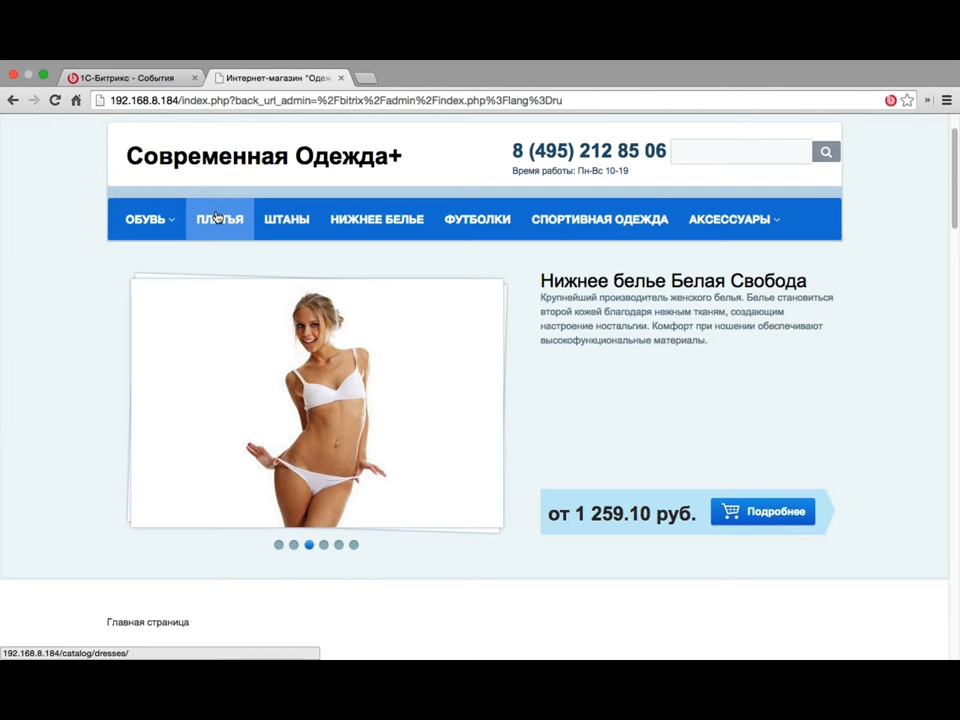 1С-Битрикс - События
Интернет-магазин "Одеж
192.168.8.184/index.php?back_url_admin=%2Fbitrix%2Fadmin%2Findex.php%3Flang%3Dru
Современная Одежда+
8 (495) 212 85 06
Время работы: Пн-Вс 10-19
ОБУВЬ ПЛАТЬЯ ШТАНЫ НИЖНЕЕ БЕЛЬЕ ФУТБОЛКИ СПОРТИВНАЯ ОДЕЖДА АКСЕССУАРЫ
Нижнее белье Белая Свобода
Крупнейший производитель женского белья. Белье становиться
второй кожей благодаря нежным тканям, создающим
настроение ностальгии. Комфорт при ношении обеспечивают
высокофункциональные материалы.
от 1 259.10 руб.
Подробнее
Главная страница
192.168.8.184/catalog/dresses/